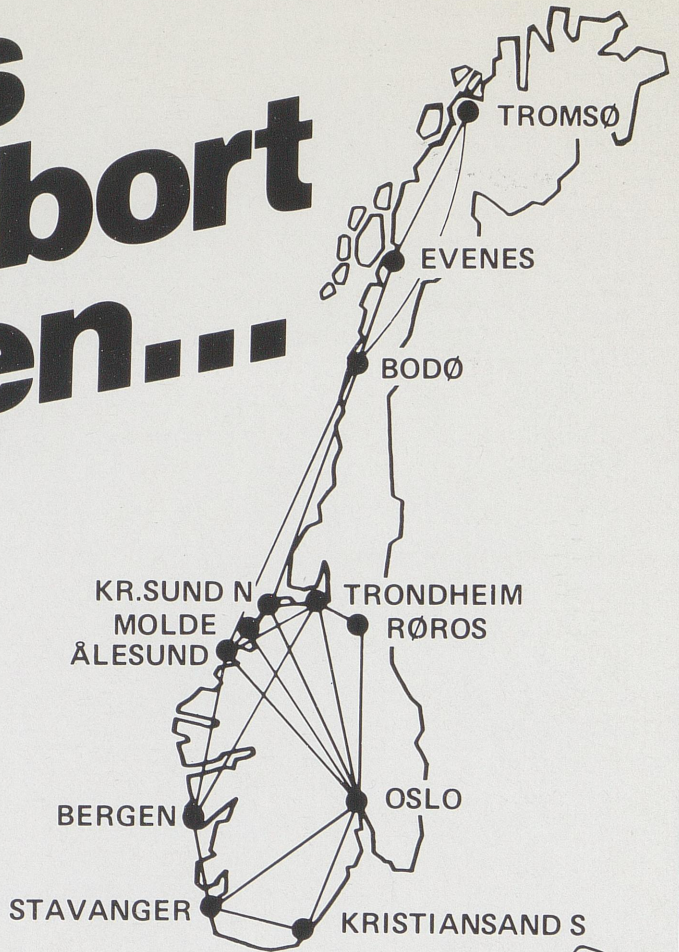 s
bort
en...
TROMSØ
EVENES
BODØ
KR.SUND N
TRONDHEIM
MOLDE
RØROS
ÅLESUND
BERGEN
OSLO
STAVANGER
KRISTIANSAND S